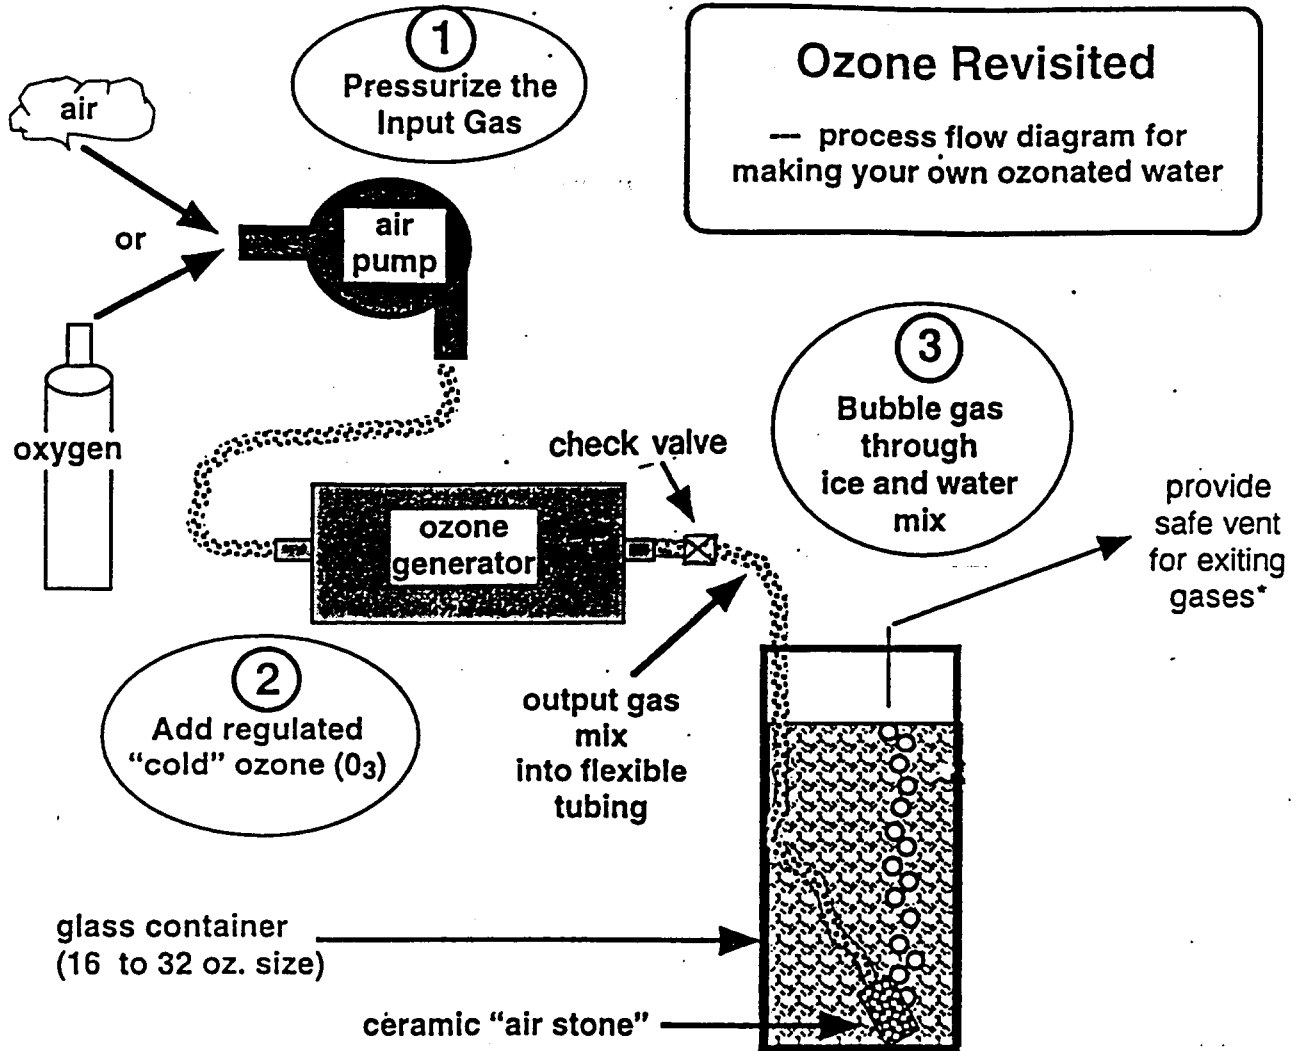 1
Pressurize the
Input Gas
Ozone Revisited
— process flow diagram for
making your own ozonated water
air
or
oxygen
air
pump
check valve
ozone
generator
2
Add regulated
“cold” ozone (0₃)
output gas
mix
into flexible
tubing
3
Bubble gas
through
ice and water
mix
provide
safe vent
for exiting
gases*
glass container
(16 to 32 oz. size)
ceramic “air stone”